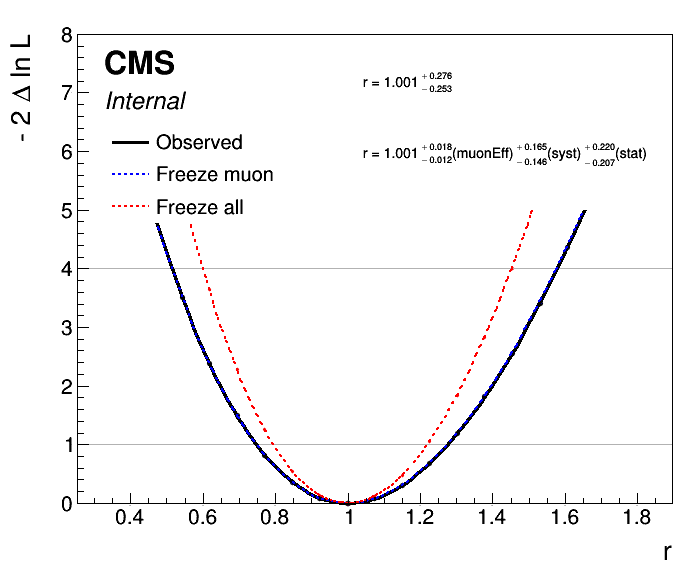 - 2 Δ ln L
8
7
6
5
4
3
2
1
0
CMS
Internal
Observed
Freeze muon
Freeze all
r = 1.001 + 0.276 − 0.253
r = 1.001 + 0.018 − 0.012 (muonEff) + 0.165 − 0.146 (syst) + 0.220 − 0.207 (stat)
0.4 0.6 0.8 1 1.2 1.4 1.6 1.8
r